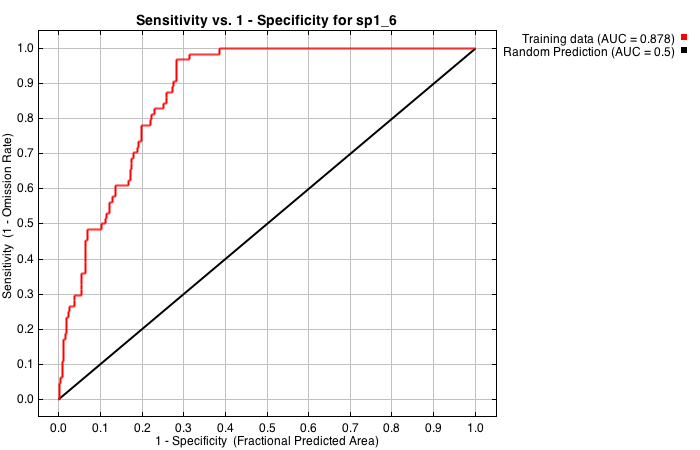 Sensitivity vs. 1 - Specificity for sp1_6
Training data (AUC = 0.878)
Random Prediction (AUC = 0.5)
Sensitivity (1 - Omission Rate)
1.0
0.9
0.8
0.7
0.6
0.5
0.4
0.3
0.2
0.1
0.0
0.0 0.1 0.2 0.3 0.4 0.5 0.6 0.7 0.8 0.9 1.0
1 - Specificity (Fractional Predicted Area)